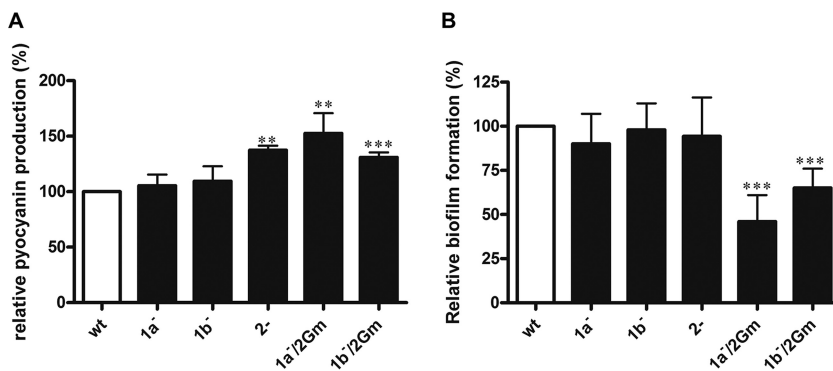 A
relative pyocyanin production (%)
200
150
100
50
0
**
**
***
wt
1a⁻
1b⁻
2-
1a⁻/2Gm
1b⁻/2Gm
B
Relative biofilm formation (%)
125
100
75
50
25
0
***
***
wt
1a⁻
1b⁻
2-
1a⁻/2Gm
1b⁻/2Gm